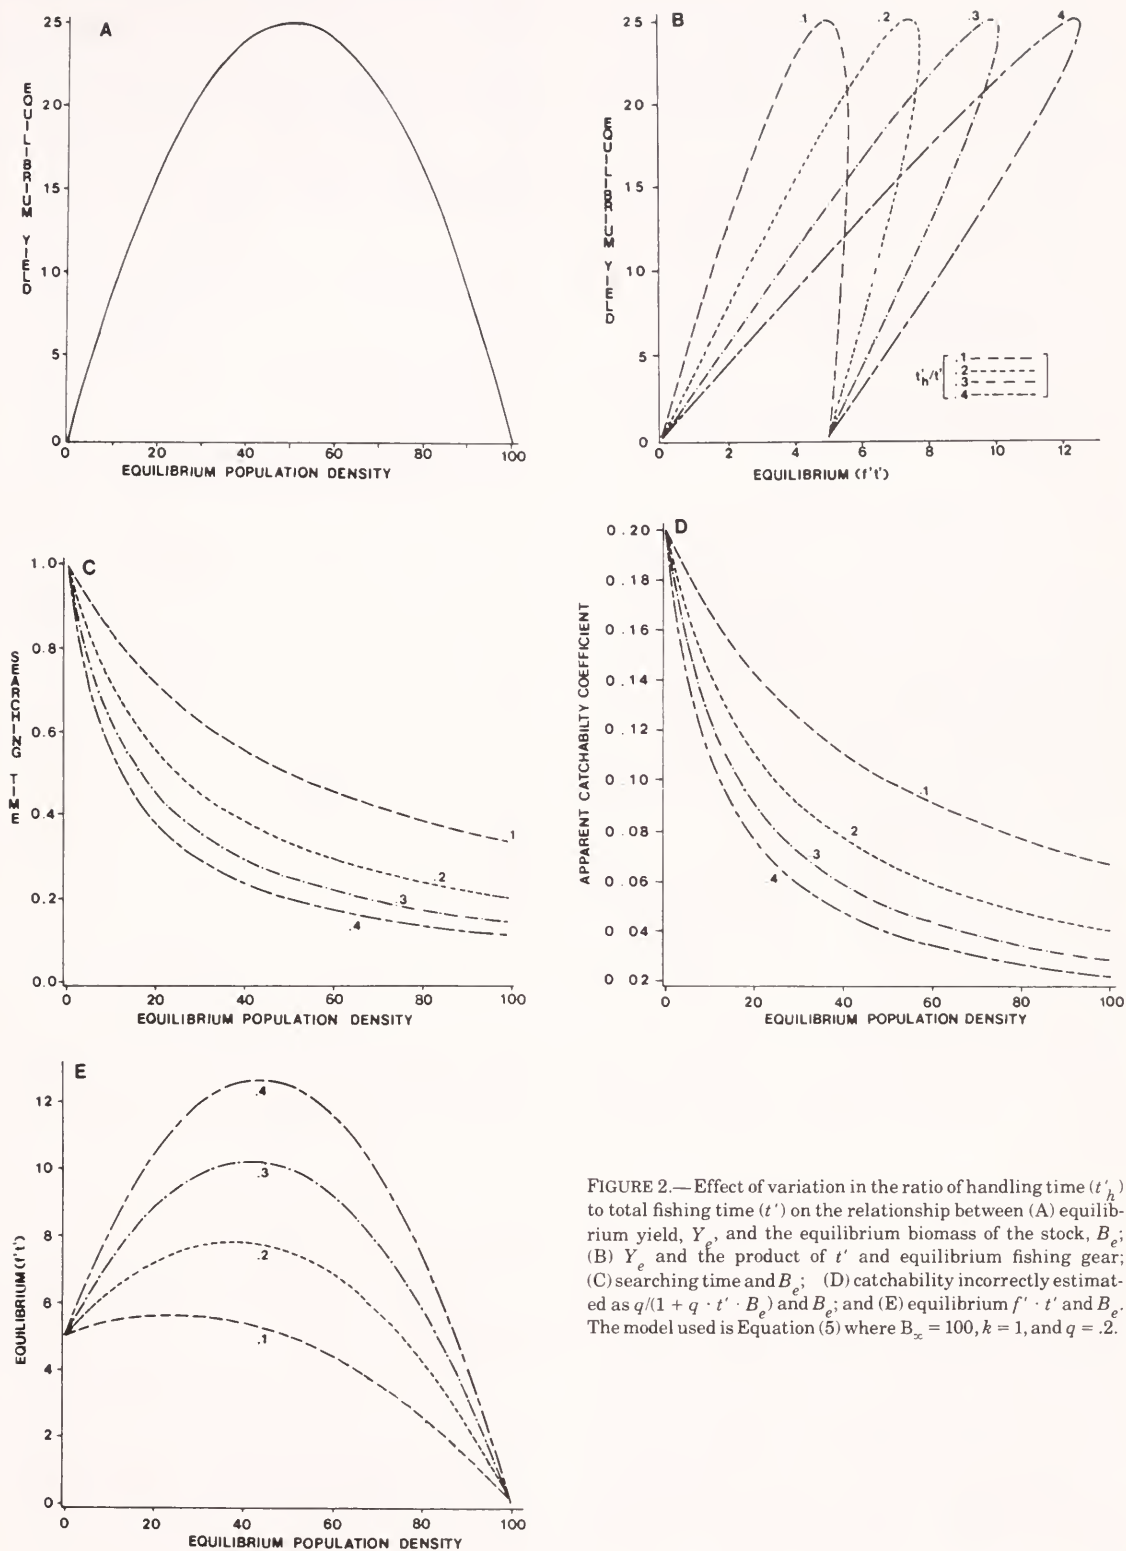 A
25
20
15
10
5
0
EQUILIBRIUM YIELD
0 20 40 60 80 100
EQUILIBRIUM POPULATION DENSITY
B
25
20
15
10
5
0
EQUILIBRIUM YIELD
.1 .2 .3 .4
t'h/t'
.1
.2
.3
.4
0 2 4 6 8 10 12
EQUILIBRIUM (f't')
C
1.0
0.8
0.6
0.4
0.2
0.0
SEARCHING TIME
.1
.2
.3
.4
0 20 40 60 80 100
EQUILIBRIUM POPULATION DENSITY
D
0.20
0.18
0.16
0.14
0.12
0.10
0.08
0.06
0.04
0 02
APPARENT CATCHABILTY COEFFICIENT
.1
.2
.3
.4
0 20 40 60 80 100
EQUILIBRIUM POPULATION DENSITY
E
12
10
8
6
4
2
0
EQUILIBRIUM (f't')
.4
.3
.2
.1
0 20 40 60 80 100
EQUILIBRIUM POPULATION DENSITY
FIGURE 2.—Effect of variation in the ratio of handling time (t'h)
to total fishing time (t') on the relationship between (A) equilib-
rium yield, Ye, and the equilibrium biomass of the stock, Be;
(B) Ye and the product of t' and equilibrium fishing gear;
(C) searching time and Be; (D) catchability incorrectly estimat-
ed as q/(1 + q · t' · Be) and Be; and (E) equilibrium f' · t' and Be.
The model used is Equation (5) where B∞ = 100, k = 1, and q = .2.